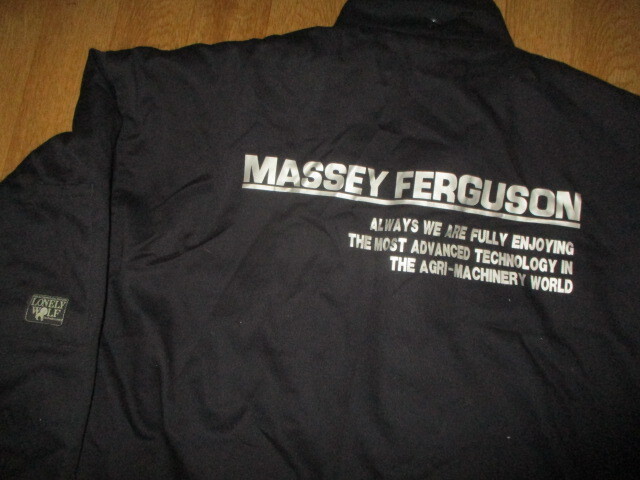 MASSEY FERGUSON
ALWAYS WE ARE FULLY ENJOYING
THE MOST ADVANCED TECHNOLOGY IN
THE AGRI-MACHINERY WORLD
LONELY
WOLF